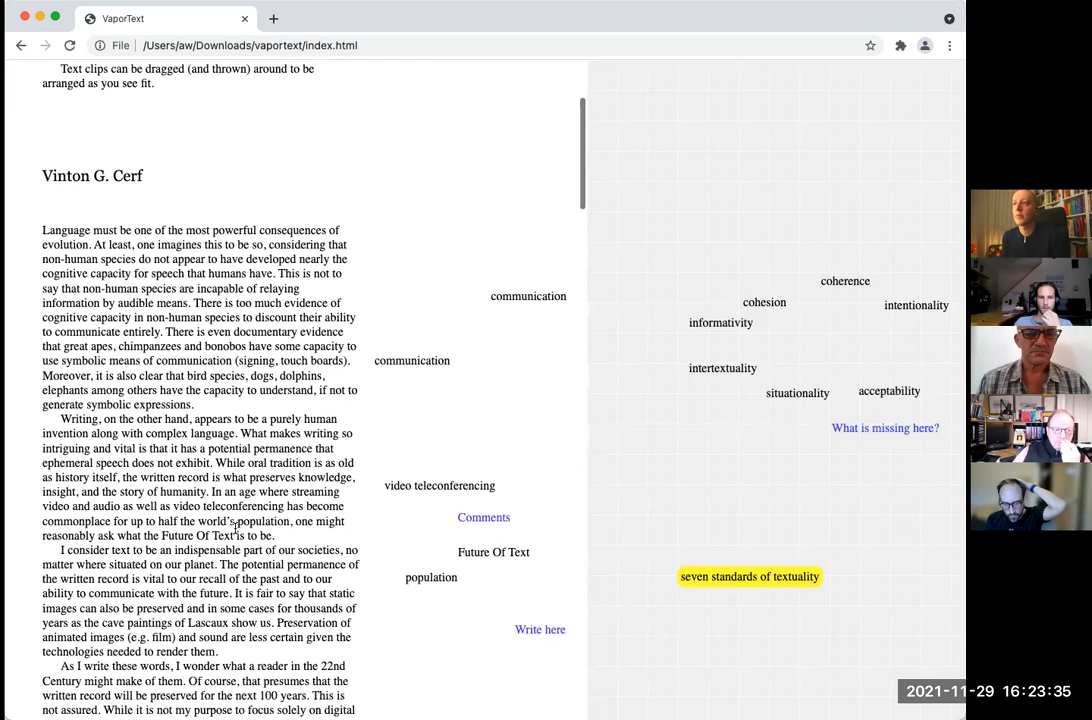 VaporText
File
/Users/aw/Downloads/vaportext/index.html
Text clips can be dragged (and thrown) around to be
arranged as you see fit.
Vinton G. Cerf
Language must be one of the most powerful consequences of
evolution. At least, one imagines this to be so, considering that
non-human species do not appear to have developed nearly the
cognitive capacity for speech that humans have. This is not to
say that non-human species are incapable of relaying
information by audible means. There is too much evidence of
cognitive capacity in non-human species to discount their ability
to communicate entirely. There is even documentary evidence
that great apes, chimpanzees and bonobos have some capacity to
use symbolic means of communication (signing, touch boards).
Moreover, it is also clear that bird species, dogs, dolphins,
elephants among others have the capacity to understand, if not to
generate symbolic expressions.
Writing, on the other hand, appears to be a purely human
invention along with complex language. What makes writing so
intriguing and vital is that it has a potential permanence that
ephemeral speech does not exhibit. While oral tradition is as old
as history itself, the written record is what preserves knowledge,
insight, and the story of humanity. In an age where streaming
video and audio as well as video teleconferencing has become
commonplace for up to half the world's population, one might
reasonably ask what the Future Of Text is to be.
I consider text to be an indispensable part of our societies, no
matter where situated on our planet. The potential permanence of
the written record is vital to our recall of the past and to our
ability to communicate with the future. It is fair to say that static
images can also be preserved and in some cases for thousands of
years as the cave paintings of Lascaux show us. Preservation of
animated images (e.g. film) and sound are less certain given the
technologies needed to render them.
As I write these words, I wonder what a reader in the 22nd
Century might make of them. Of course, that presumes that the
written record will be preserved for the next 100 years. This is
not assured. While it is not my purpose to focus solely on digital
communication
communication
video teleconferencing
Comments
Future Of Text
population
Write here
coherence
cohesion
intentionality
informativity
intertextuality
situationality
acceptability
What is missing here?
seven standards of textuality
2021-11-29 16:23:35